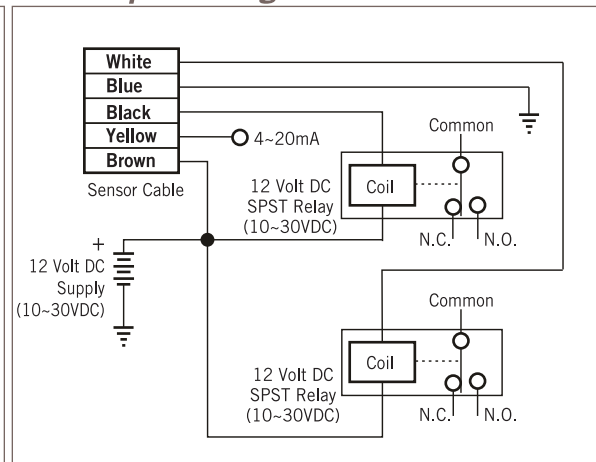 White
Blue
Black
Yellow
Brown
Sensor Cable
4~20mA
Common
Coil
12 Volt DC
SPST Relay
(10~30VDC)
N.C.
N.O.
+
12 Volt DC
Supply
(10~30VDC)
Common
Coil
12 Volt DC
SPST Relay
(10~30VDC)
N.C.
N.O.